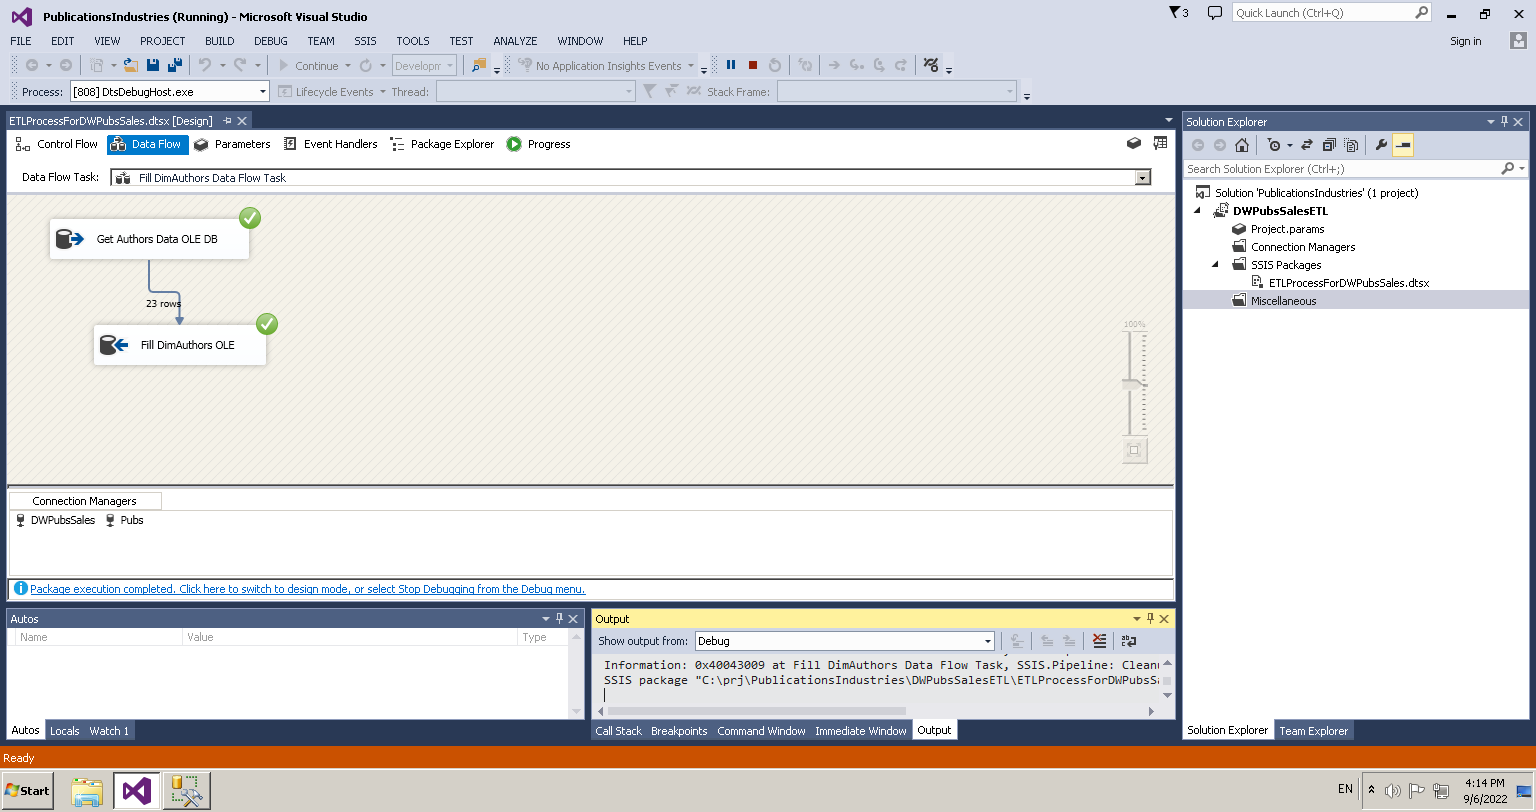 PublicationsIndustries (Running) - Microsoft Visual Studio
3
Quick Launch (Ctrl+Q)
FILE EDIT VIEW PROJECT BUILD DEBUG TEAM SSIS TOOLS TEST ANALYZE WINDOW HELP
Sign in
Continue
Developm
No Application Insights Events
Process: [808] DtsDebugHost.exe
Lifecycle Events
Thread:
Stack Frame:
ETLProcessForDWPubsSales.dtsx [Design]
Control Flow
Data Flow
Parameters
Event Handlers
Package Explorer
Progress
Data Flow Task: Fill DimAuthors Data Flow Task
Get Authors Data OLE DB
23 rows
Fill DimAuthors OLE
100%
Connection Managers
DWPubsSales Pubs
Package execution completed. Click here to switch to design mode, or select Stop Debugging from the Debug menu.
Autos
Name Value Type
Autos Locals Watch 1
Output
Show output from: Debug
Information: 0x40043009 at Fill DimAuthors Data Flow Task, SSIS.Pipeline: Cleanu
SSIS package "C:\prj\PublicationsIndustries\DWPubsSalesETL\ETLProcessForDWPubsSa
Call Stack Breakpoints Command Window Immediate Window Output
Solution Explorer
Search Solution Explorer (Ctrl+;)
Solution 'PublicationsIndustries' (1 project)
DWPubsSalesETL
Project.params
Connection Managers
SSIS Packages
ETLProcessForDWPubsSales.dtsx
Miscellaneous
Solution Explorer Team Explorer
Ready
Start
EN
4:14 PM
9/6/2022